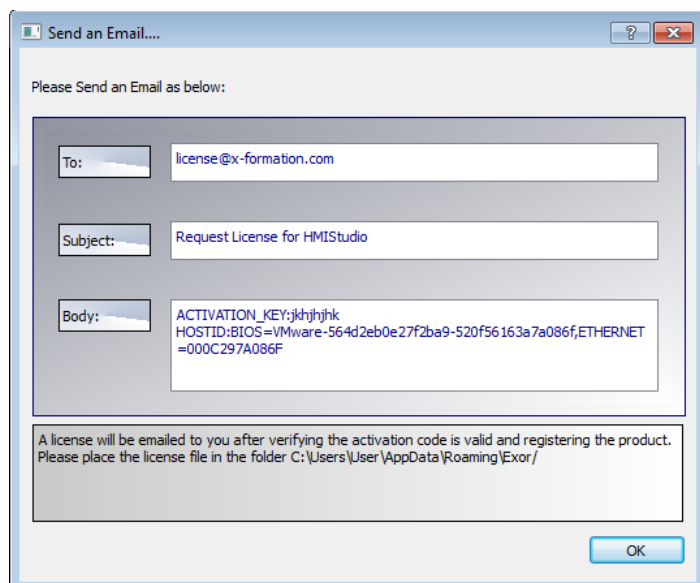 Send an Email....
Please Send an Email as below:
To:
license@x-formation.com
Subject:
Request License for HMIStudio
Body:
ACTIVATION_KEY:jkhjhjhk
HOSTID:BIOS=VMware-564d2eb0e27f2ba9-520f56163a7a086f,ETHERNET
=000C297A086F
A license will be emailed to you after verifying the activation code is valid and registering the product.
Please place the license file in the folder C:\Users\User\AppData\Roaming\Exor/
OK